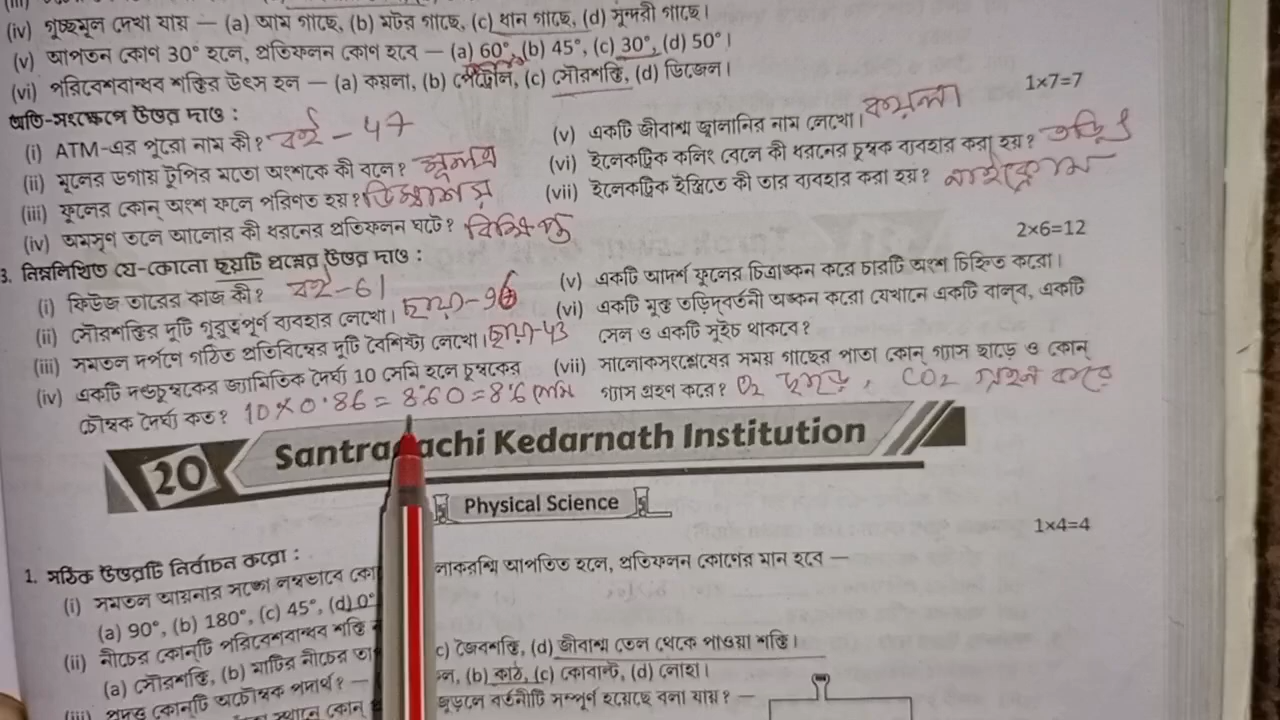 (iv) গুচ্ছমূল দেখা যায় — (a) আম গাছে, (b) মটর গাছে, (c) ধান গাছে, (d) সুন্দরী গাছে।
(v) আপতন কোণ 30° হলে, প্রতিফলন কোণ হবে — (a) 60°, (b) 45°, (c) 30°, (d) 50°।
(vi) পরিবেশবান্ধব শক্তির উৎস হল — (a) কয়লা, (b) পেট্রোল, (c) সৌরশক্তি, (d) ডিজেল।
অতি-সংক্ষেপে উত্তর দাও : 1×7=7
(i) ATM-এর পুরো নাম কী? বই - 47
(ii) মূলের ডগায় টুপির মতো অংশকে কী বলে? মূলত্র
(iii) ফুলের কোন্ অংশ ফলে পরিণত হয়? ডিম্বাশয়
(iv) অমসৃণ তলে আলোর কী ধরনের প্রতিফলন ঘটে? বিক্ষিপ্ত
(v) একটি জীবাশ্ম জ্বালানির নাম লেখো। কয়লা
(vi) ইলেকট্রিক কলিং বেলে কী ধরনের চুম্বক ব্যবহার করা হয়? তড়িৎ
(vii) ইলেকট্রিক ইস্ত্রিতে কী তার ব্যবহার করা হয়? নাইক্রোম
3. নিম্নলিখিত যে-কোনো ছয়টি প্রশ্নের উত্তর দাও : 2×6=12
(i) ফিউজ তারের কাজ কী? বই-61
(ii) সৌরশক্তির দুটি গুরুত্বপূর্ণ ব্যবহার লেখো।
(iii) সমতল দর্পণে গঠিত প্রতিবিম্বের দুটি বৈশিষ্ট্য লেখো।
(iv) একটি দণ্ডচুম্বকের জ্যামিতিক দৈর্ঘ্য 10 সেমি হলে চুম্বকের
চৌম্বক দৈর্ঘ্য কত? 10 × 0.86 = 8.60 = 8.6 সেমি
(v) একটি আদর্শ ফুলের চিত্রাঙ্কন করে চারটি অংশ চিহ্নিত করো।
(vi) একটি মুক্ত তড়িদ্‌বর্তনী অঙ্কন করো যেখানে একটি বাল্‌ব, একটি
সেল ও একটি সুইচ থাকবে?
(vii) সালোকসংশ্লেষের সময় গাছের পাতা কোন্ গ্যাস ছাড়ে ও কোন্
গ্যাস গ্রহণ করে? O2 ছাড়ে, CO2 গ্রহন করে
20 Santragachi Kedarnath Institution
Physical Science
1. সঠিক উত্তরটি নির্বাচন করো : 1×4=4
(i) সমতল আয়নার সঙ্গে লম্বভাবে আপতিত হলে, প্রতিফলন কোণের মান হবে —
(a) 90°, (b) 180°, (c) 45°, (d) 0°
(ii) নীচের কোন্‌টি পরিবেশবান্ধব শক্তি
(a) সৌরশক্তি, (b) মাটির নীচের c) জৈবশক্তি, (d) জীবাশ্ম তেল থেকে পাওয়া শক্তি।
(iii) প্রদত্ত কোন্‌টি অচৌম্বক পদার্থ? — (b) কাঠ, (c) কোবাল্ট, (d) লোহা।
স্থানে কোন্ জুড়লে বর্তনীটি সম্পূর্ণ হয়েছে বলা যায়? —